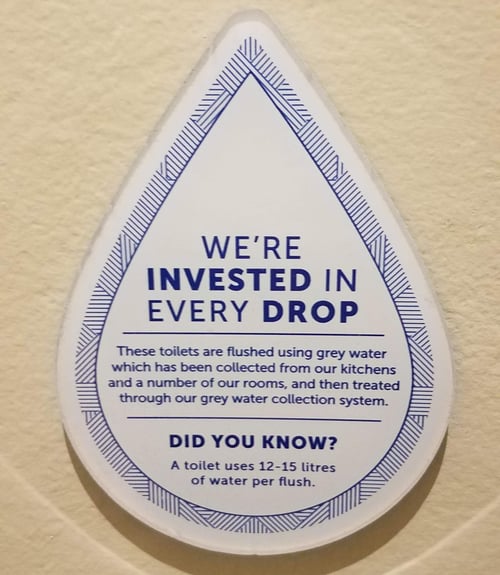 WE'RE
INVESTED IN
EVERY DROP
These toilets are flushed using grey water
which has been collected from our kitchens
and a number of our rooms, and then treated
through our grey water collection system.
DID YOU KNOW?
A toilet uses 12-15 litres
of water per flush.